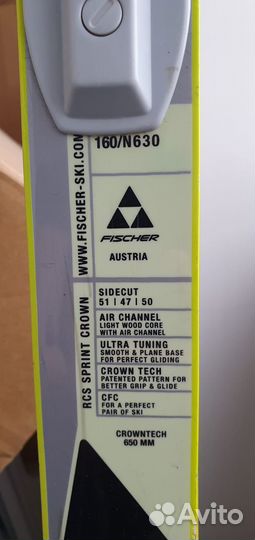 160/N630
FISCHER
AUSTRIA
SIDECUT
51 | 47 | 50
AIR CHANNEL
LIGHT WOOD CORE
WITH AIR CHANNEL
ULTRA TUNING
SMOOTH & PLANE BASE
FOR PERFECT GLIDING
CROWN TECH
PATENTED PATTERN FOR
BETTER GRIP & GLIDE
CFC
FOR A PERFECT
PAIR OF SKI
CROWNTECH
650 MM
WWW.FISCHER-SKI.COM
RCS SPRINT CROWN
Avito